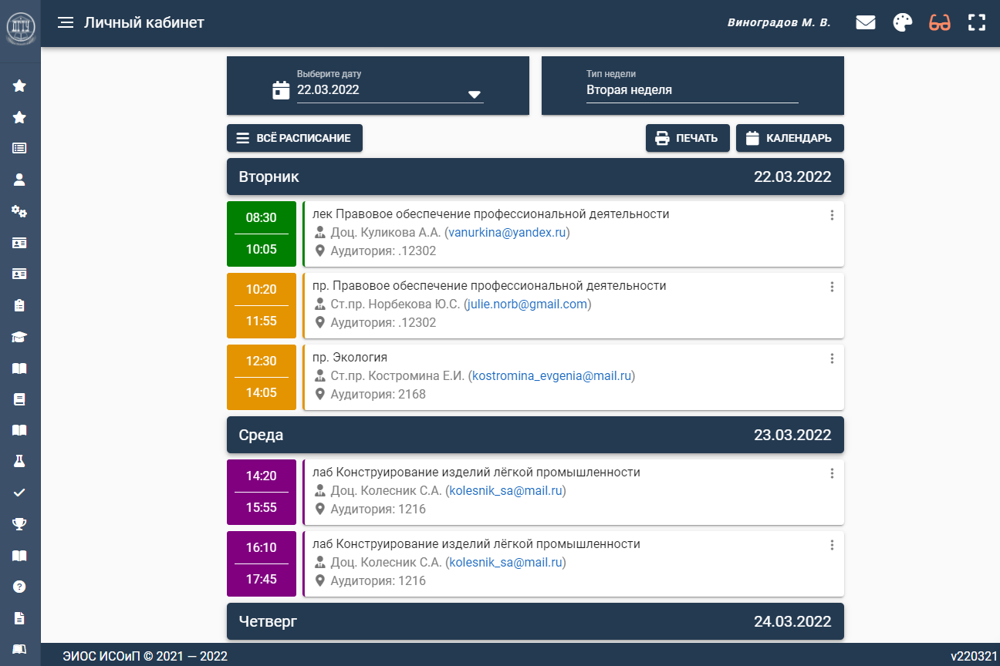 ДГТУ
Личный кабинет
Виноградов М. В.
Выберите дату
22.03.2022
Тип недели
Вторая неделя
ВСЁ РАСПИСАНИЕ
ПЕЧАТЬ
КАЛЕНДАРЬ
Вторник
22.03.2022
08:30
10:05
лек Правовое обеспечение профессиональной деятельности
Доц. Куликова А.А. (vanurkina@yandex.ru)
Аудитория: .12302
10:20
11:55
пр. Правовое обеспечение профессиональной деятельности
Ст.пр. Норбекова Ю.С. (julie.norb@gmail.com)
Аудитория: .12302
12:30
14:05
пр. Экология
Ст.пр. Костромина Е.И. (kostromina_evgenia@mail.ru)
Аудитория: 2168
Среда
23.03.2022
14:20
15:55
лаб Конструирование изделий лёгкой промышленности
Доц. Колесник С.А. (kolesnik_sa@mail.ru)
Аудитория: 1216
16:10
17:45
лаб Конструирование изделий лёгкой промышленности
Доц. Колесник С.А. (kolesnik_sa@mail.ru)
Аудитория: 1216
Четверг
24.03.2022
ЭИОС ИСОиП © 2021 — 2022
v220321